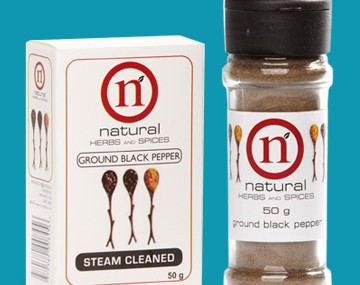 n
natural
HERBS AND SPICES
GROUND BLACK PEPPER
STEAM CLEANED
50 g
n
natural
HERBS AND SPICES
50 g
ground black pepper